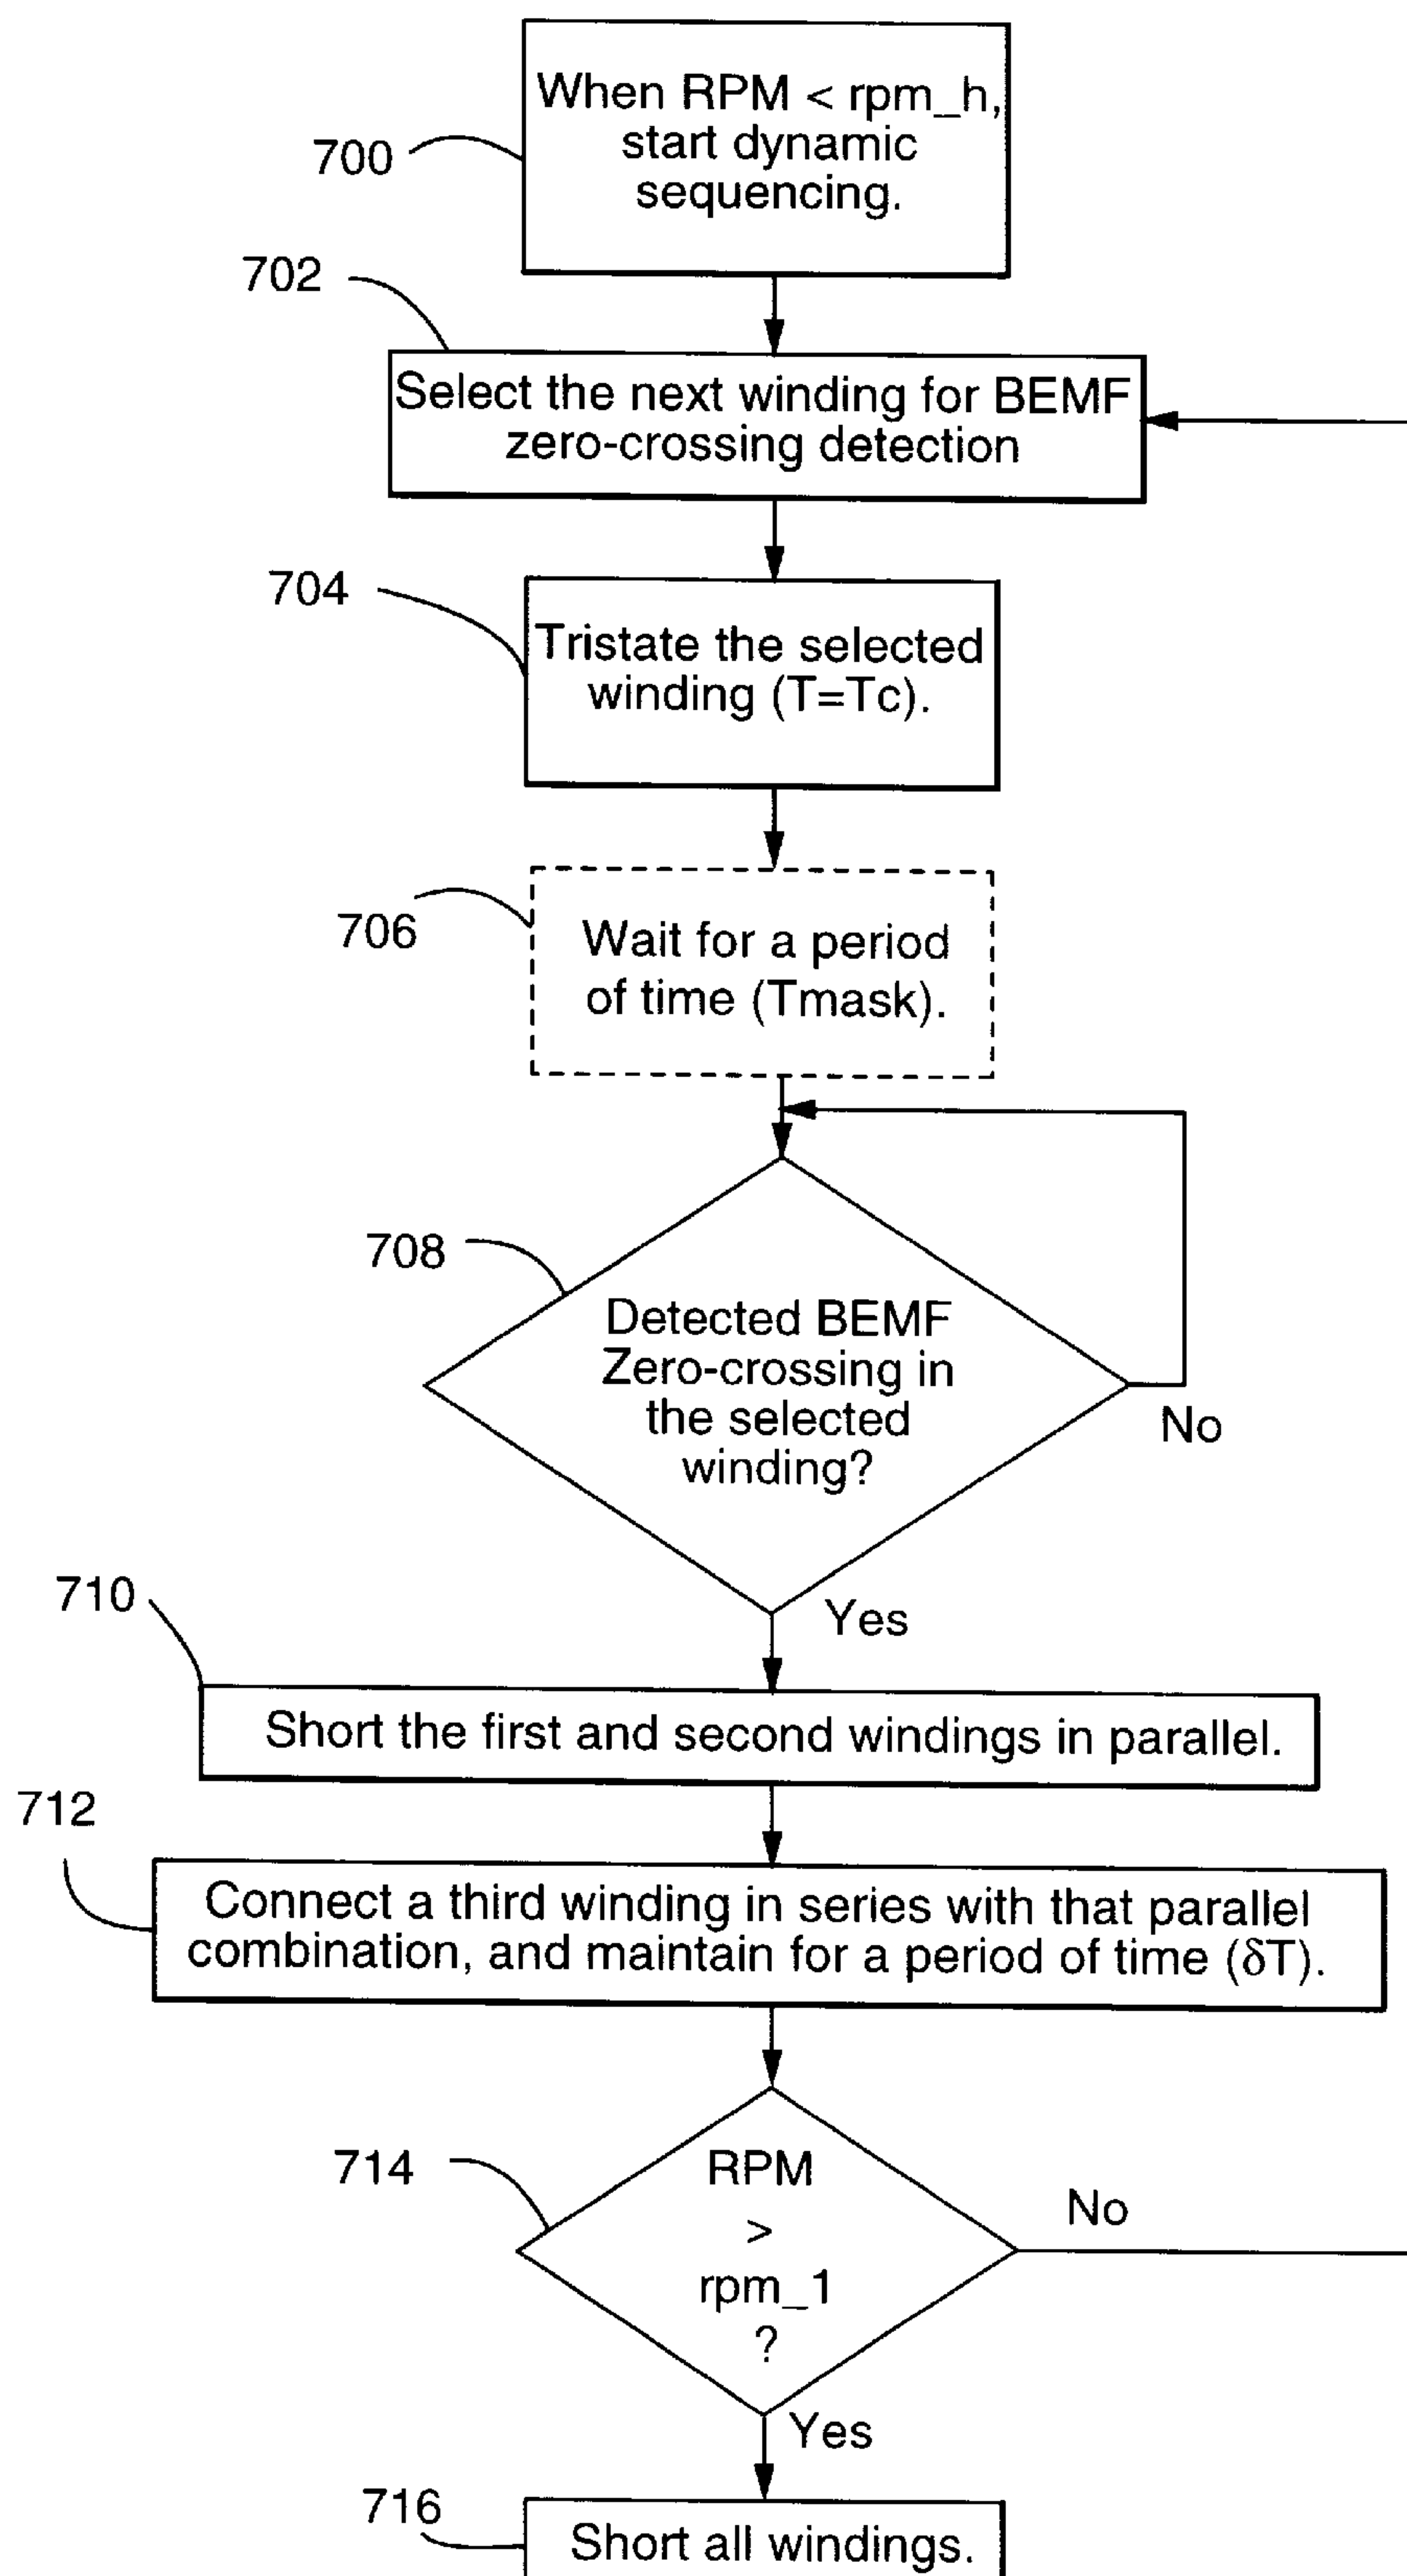 When RPM < rpm_h,
start dynamic
sequencing.
700
702
Select the next winding for BEMF
zero-crossing detection
704
Tristate the selected
winding (T=Tc).
706
Wait for a period
of time (Tmask).
708
Detected BEMF
Zero-crossing in
the selected
winding?
No
Yes
710
Short the first and second windings in parallel.
712
Connect a third winding in series with that parallel
combination, and maintain for a period of time (δT).
714
RPM
>
rpm_1
?
No
Yes
716
Short all windings.